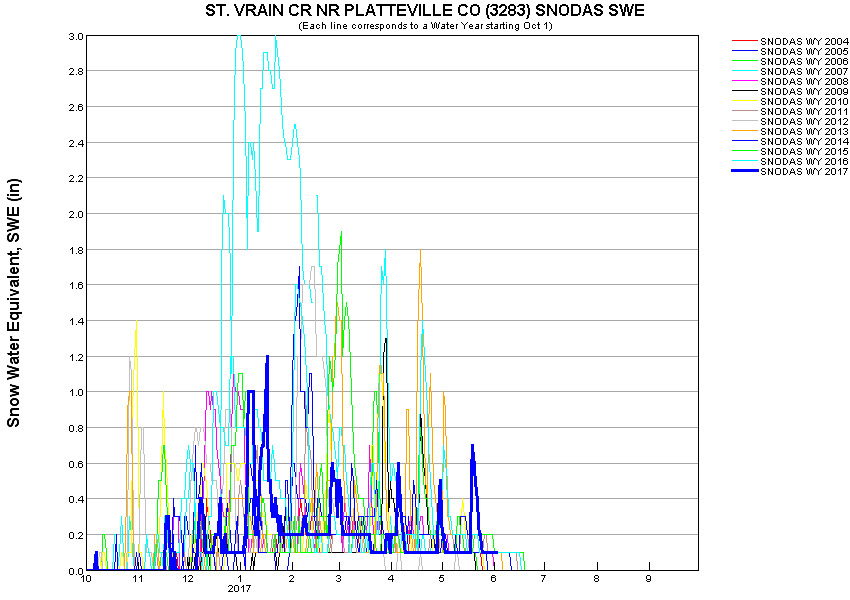 ST. VRAIN CR NR PLATTEVILLE CO (3283) SNODAS SWE
(Each line corresponds to a Water Year starting Oct 1)
Snow Water Equivalent, SWE (in)
3.0
2.8
2.6
2.4
2.2
2.0
1.8
1.6
1.4
1.2
1.0
0.8
0.6
0.4
0.2
0.0
10 11 12 1 2 3 4 5 6 7 8 9
2017
SNODAS WY 2004
SNODAS WY 2005
SNODAS WY 2006
SNODAS WY 2007
SNODAS WY 2008
SNODAS WY 2009
SNODAS WY 2010
SNODAS WY 2011
SNODAS WY 2012
SNODAS WY 2013
SNODAS WY 2014
SNODAS WY 2015
SNODAS WY 2016
SNODAS WY 2017